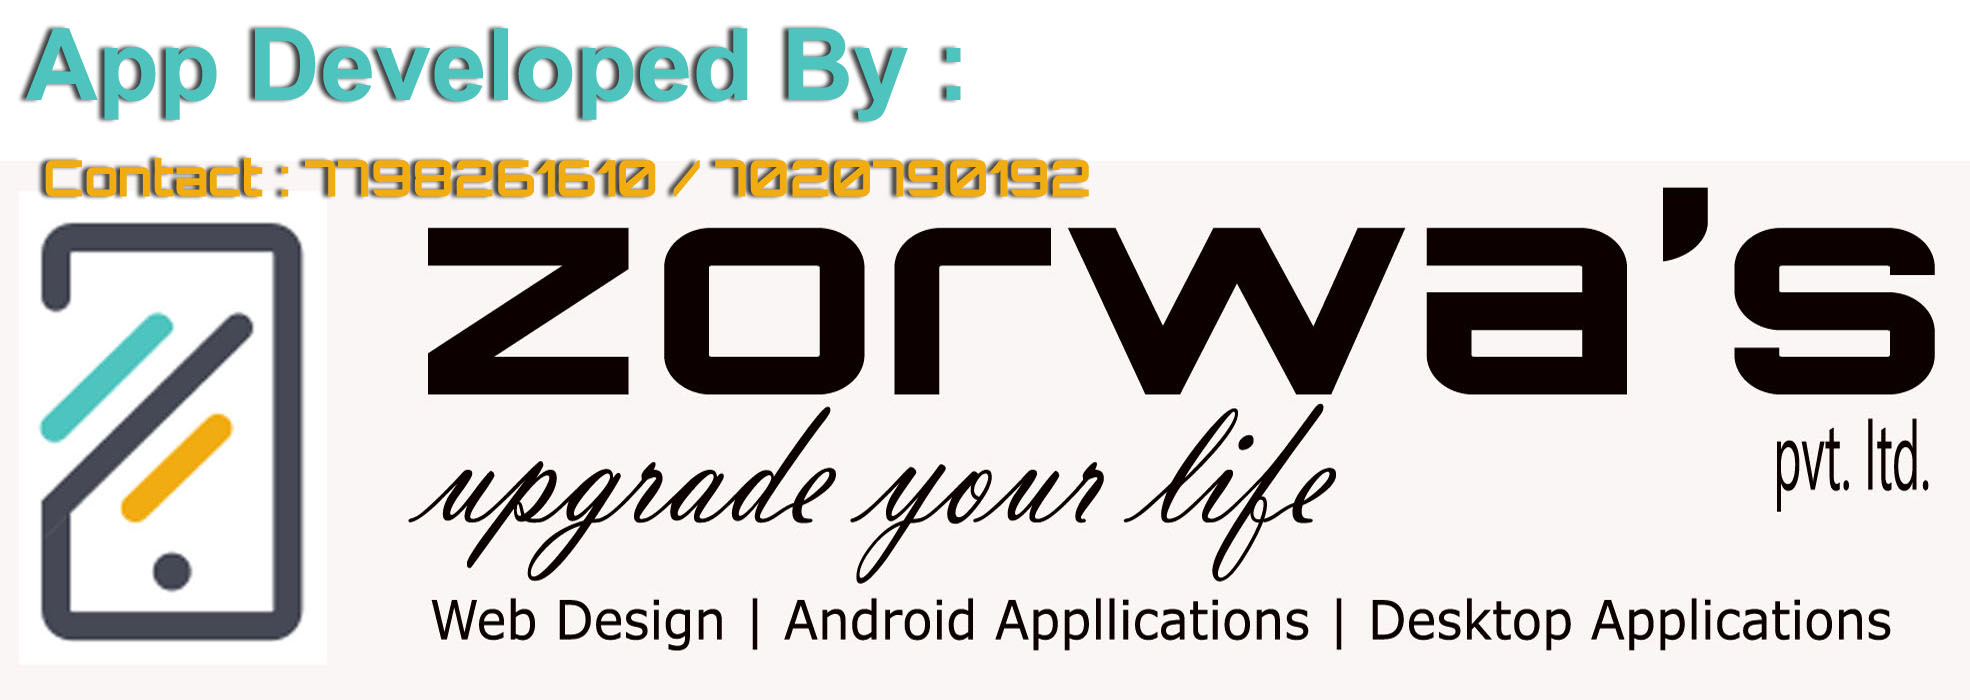 App Developed By :
Contact : 7798261610 / 7020790192
zorwa's
pvt. ltd.
upgrade your life
Web Design | Android Appllications | Desktop Applications